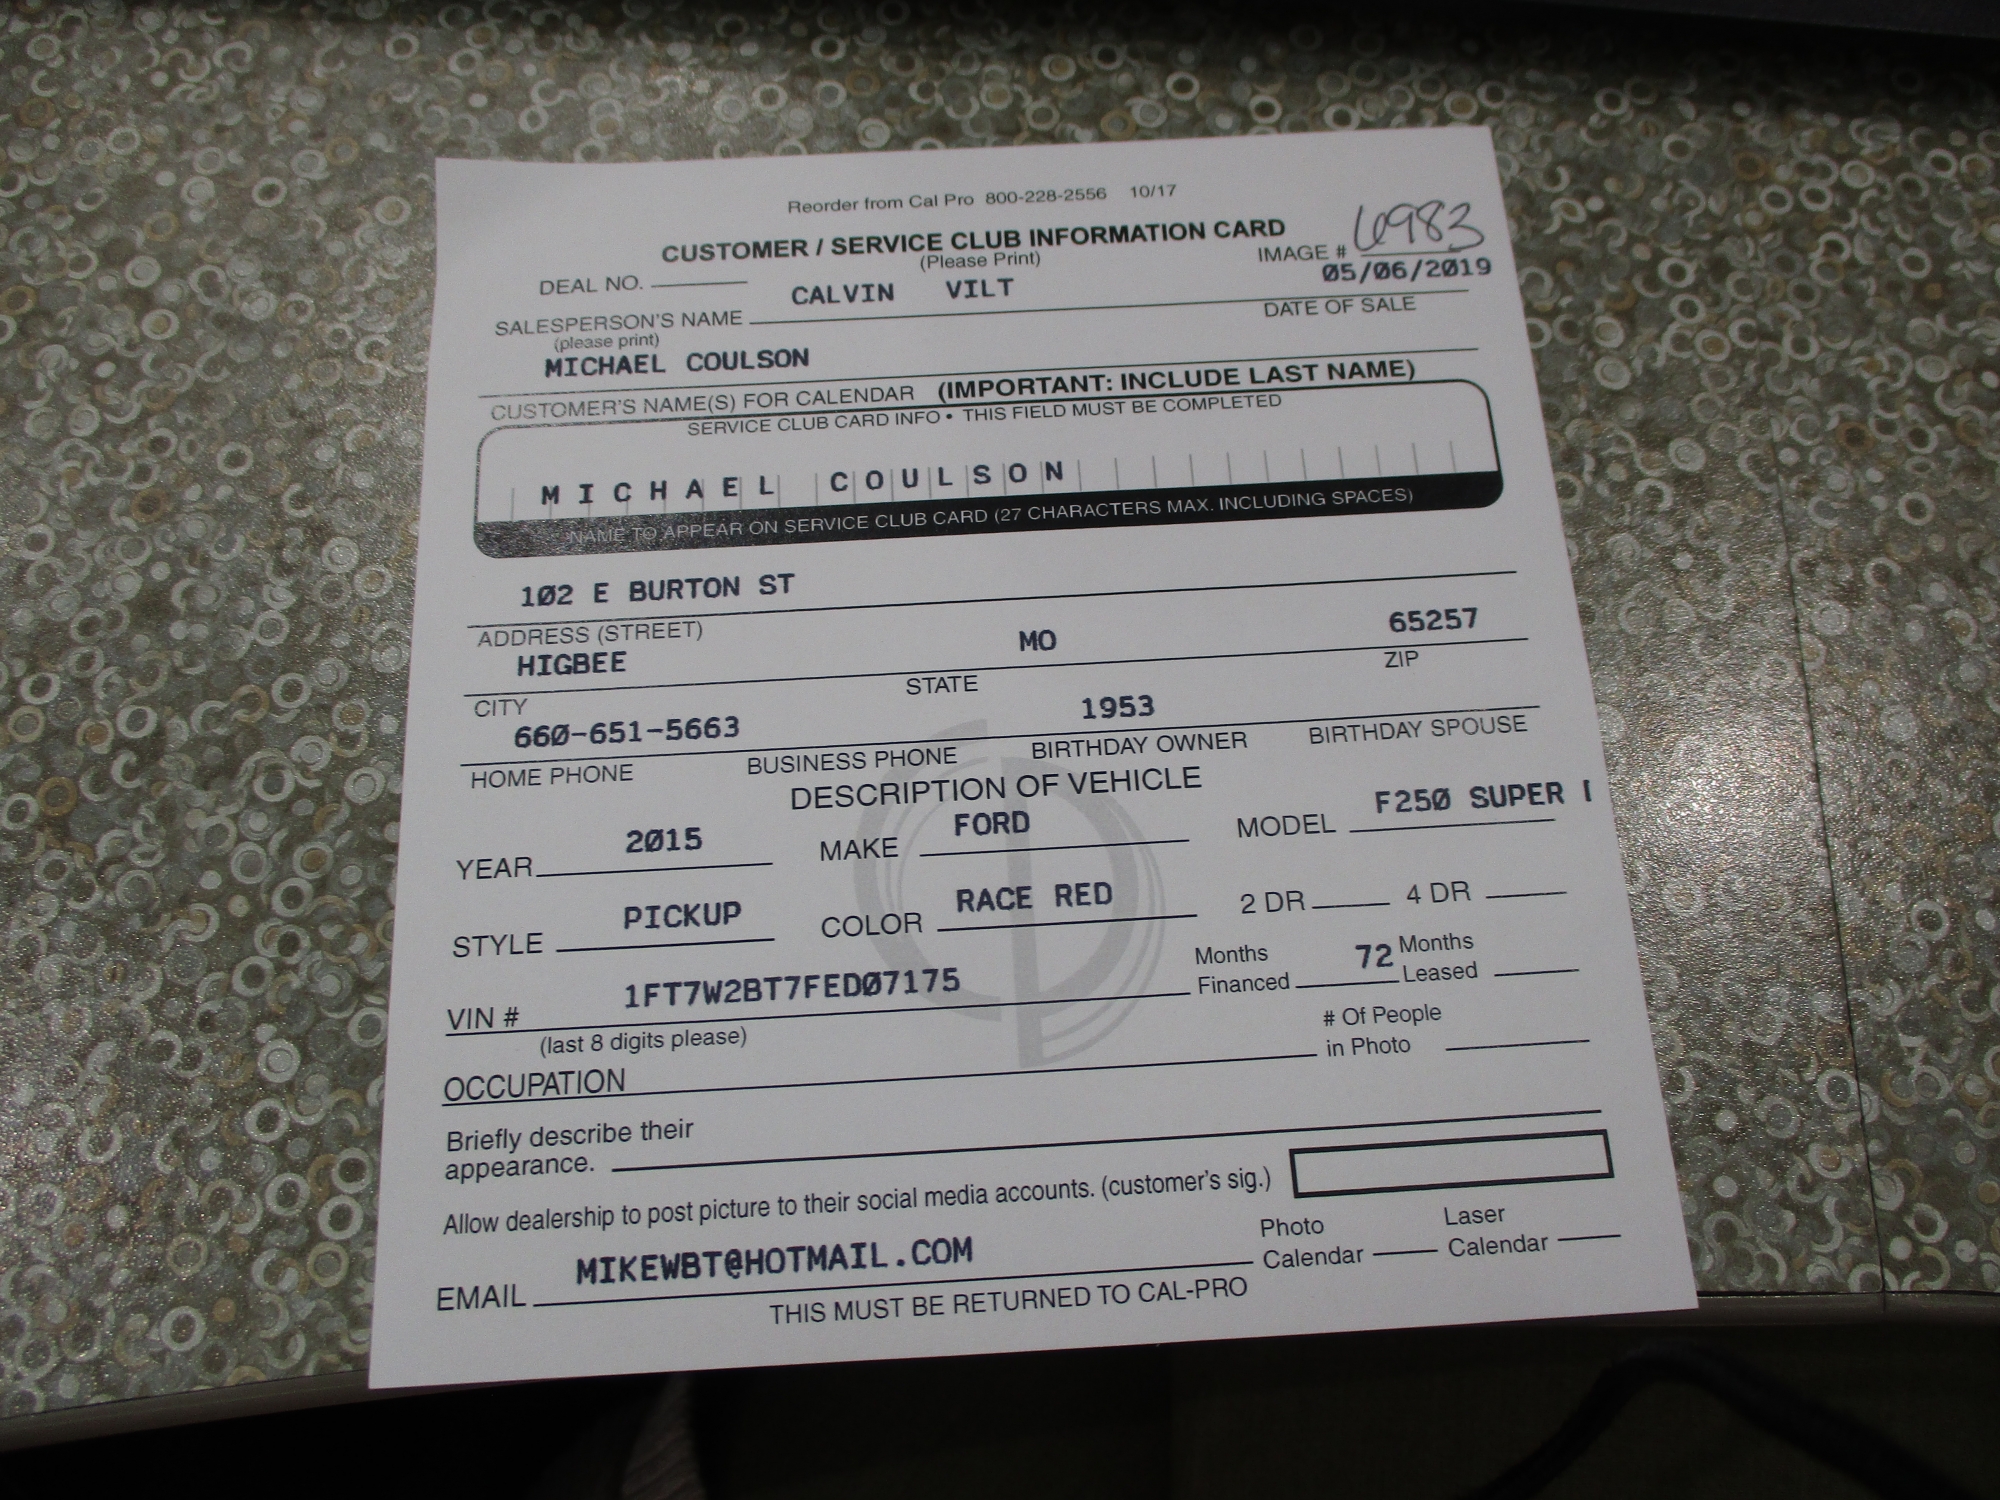 Reorder from Cal Pro 800-228-2556 10/17
CUSTOMER / SERVICE CLUB INFORMATION CARD
(Please Print)
IMAGE # 6983
DEAL NO.
CALVIN VILT
05/06/2019
SALESPERSON'S NAME
DATE OF SALE
(please print)
MICHAEL COULSON
CUSTOMER'S NAME(S) FOR CALENDAR (IMPORTANT: INCLUDE LAST NAME)
SERVICE CLUB CARD INFO • THIS FIELD MUST BE COMPLETED
MICHAEL COULSON
NAME TO APPEAR ON SERVICE CLUB CARD (27 CHARACTERS MAX. INCLUDING SPACES)
102 E BURTON ST
ADDRESS (STREET)
HIGBEE MO 65257
CITY STATE ZIP
660-651-5663 1953
HOME PHONE BUSINESS PHONE BIRTHDAY OWNER BIRTHDAY SPOUSE
DESCRIPTION OF VEHICLE
YEAR 2015 MAKE FORD MODEL F250 SUPER
STYLE PICKUP COLOR RACE RED 2 DR 4 DR
VIN # 1FT7W2BT7FED07175 Months Financed 72 Months Leased
(last 8 digits please)
OCCUPATION
# Of People
in Photo
Briefly describe their
appearance.
Allow dealership to post picture to their social media accounts. (customer's sig.)
EMAIL MIKEWBT@HOTMAIL.COM
Photo Calendar Laser Calendar
THIS MUST BE RETURNED TO CAL-PRO